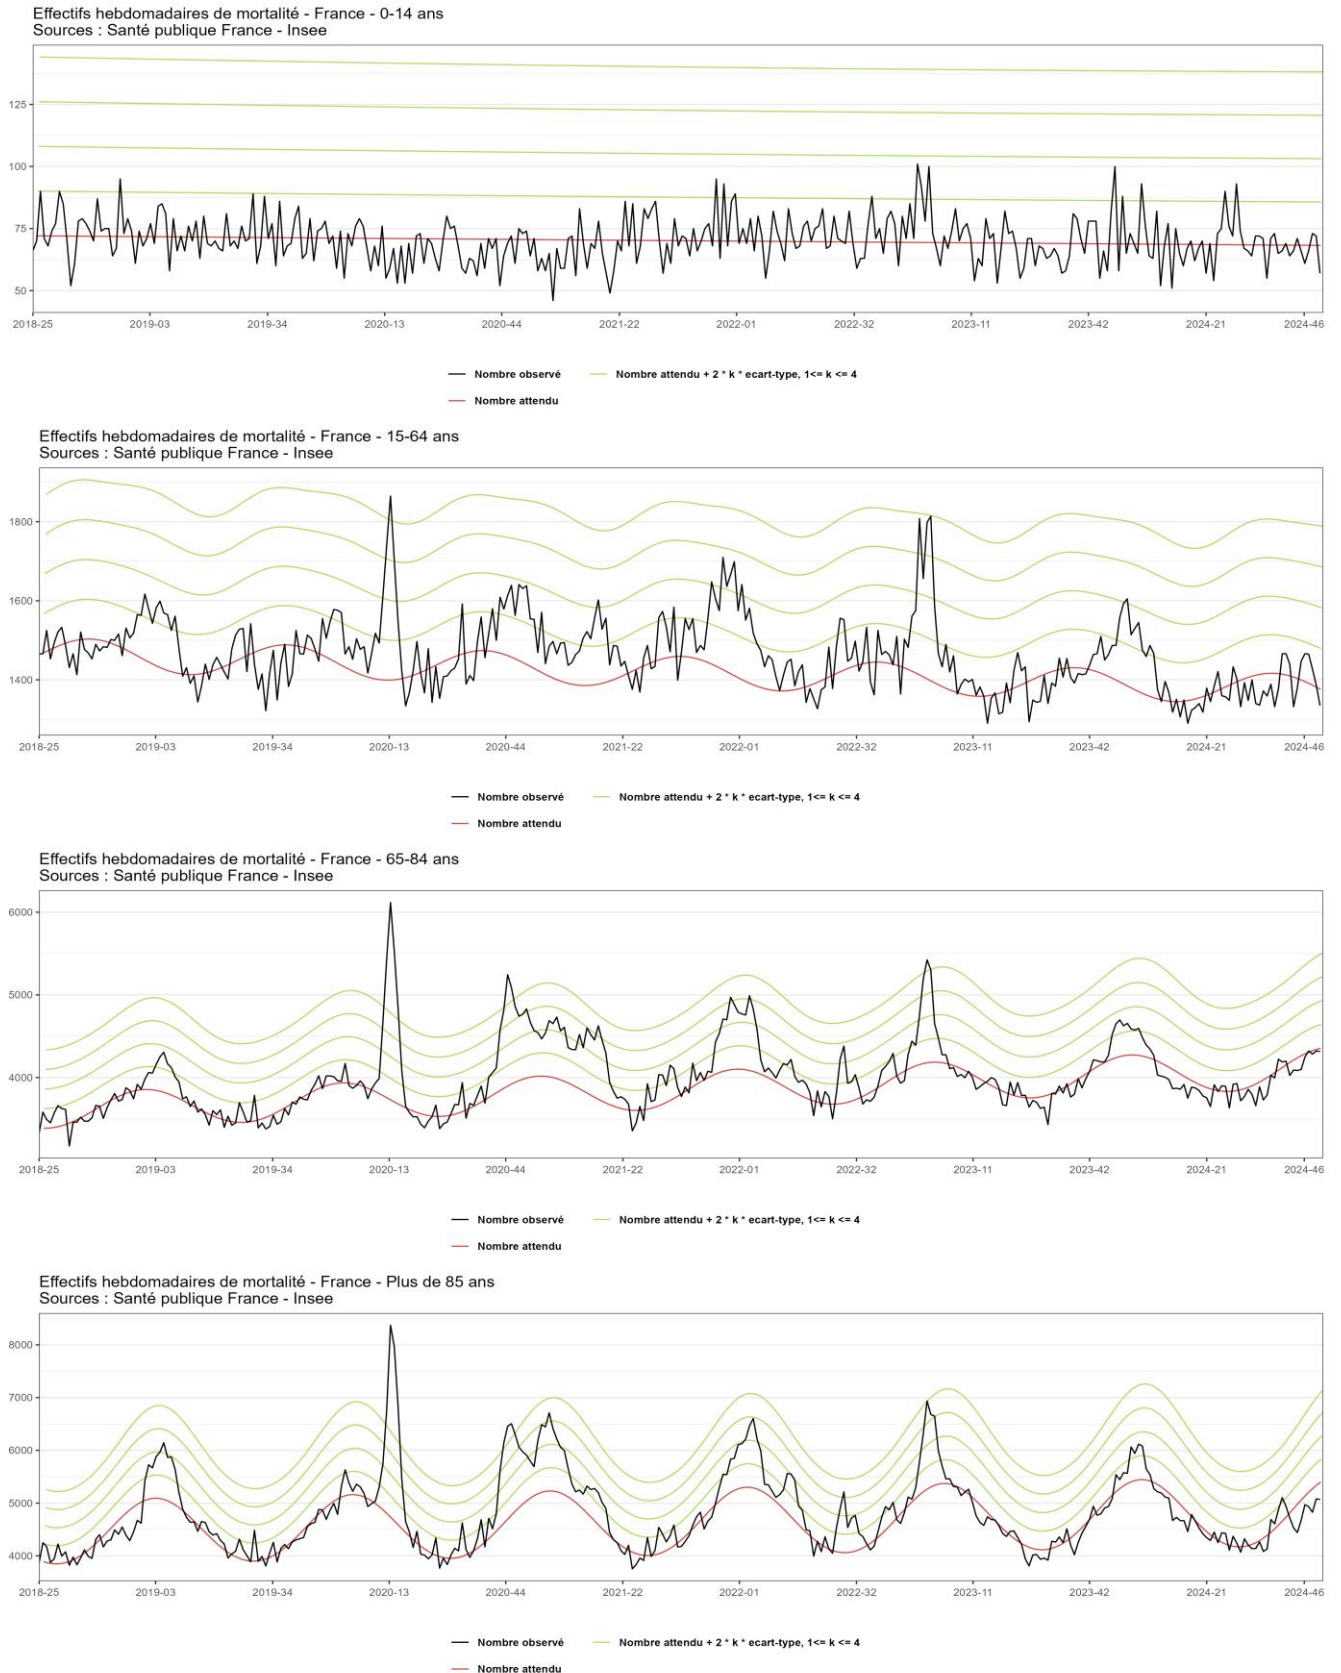 Effectifs hebdomadaires de mortalité - France - 0-14 ans
Sources : Santé publique France - Insee
125
100
75
50
2018-25 2019-03 2019-34 2020-13 2020-44 2021-22 2022-01 2022-32 2023-11 2023-42 2024-21 2024-46
Nombre observé Nombre attendu + 2 * k * ecart-type, 1<= k <= 4
Nombre attendu
Effectifs hebdomadaires de mortalité - France - 15-64 ans
Sources : Santé publique France - Insee
1800
1600
1400
2018-25 2019-03 2019-34 2020-13 2020-44 2021-22 2022-01 2022-32 2023-11 2023-42 2024-21 2024-46
Nombre observé Nombre attendu + 2 * k * ecart-type, 1<= k <= 4
Nombre attendu
Effectifs hebdomadaires de mortalité - France - 65-84 ans
Sources : Santé publique France - Insee
6000
5000
4000
2018-25 2019-03 2019-34 2020-13 2020-44 2021-22 2022-01 2022-32 2023-11 2023-42 2024-21 2024-46
Nombre observé Nombre attendu + 2 * k * ecart-type, 1<= k <= 4
Nombre attendu
Effectifs hebdomadaires de mortalité - France - Plus de 85 ans
Sources : Santé publique France - Insee
8000
7000
6000
5000
4000
2018-25 2019-03 2019-34 2020-13 2020-44 2021-22 2022-01 2022-32 2023-11 2023-42 2024-21 2024-46
Nombre observé Nombre attendu + 2 * k * ecart-type, 1<= k <= 4
Nombre attendu